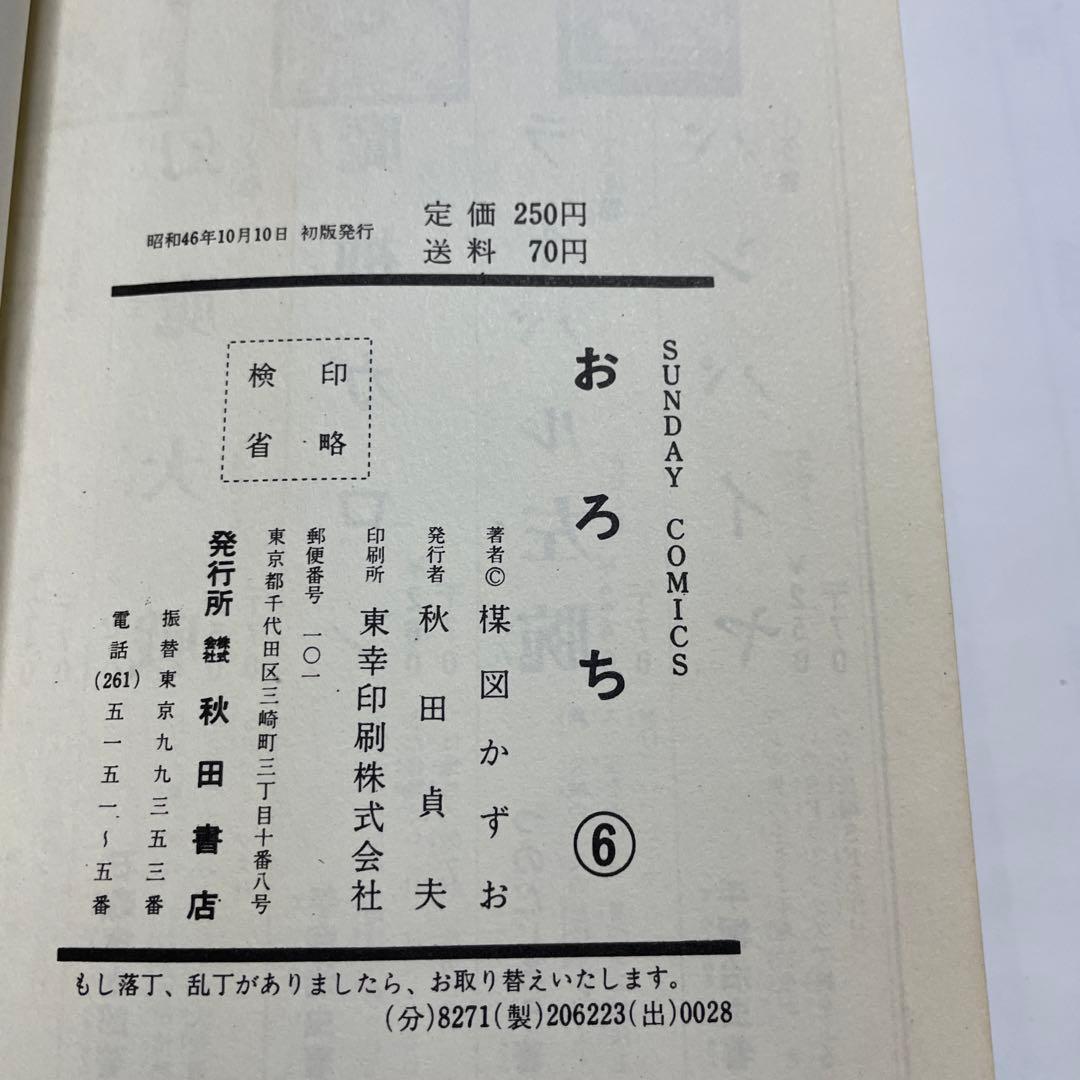 定価 250円
送料 70円
昭和46年10月10日 初版発行
SUNDAY COMICS
おろち ⑥
印略
検省
著者© 楳図かずお
発行者 秋田貞夫
印刷所 東幸印刷株式会社
郵便番号 一〇一
東京都千代田区三崎町三丁目十番八号
発行所 株式会社 秋田書店
振替東京九九三五三番
電話(261)五一五一~五番
もし落丁、乱丁がありましたら、お取り替えいたします。
(分)8271(製)206223(出)0028